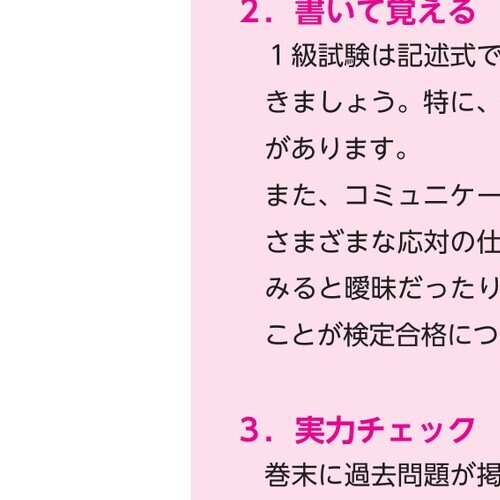 2．書いて覚える
１級試験は記述式で
きましょう。特に、
があります。
また、コミュニケー
さまざまな応対の仕
みると曖昧だったり
ことが検定合格につ
3．実力チェック
巻末に過去問題が掲